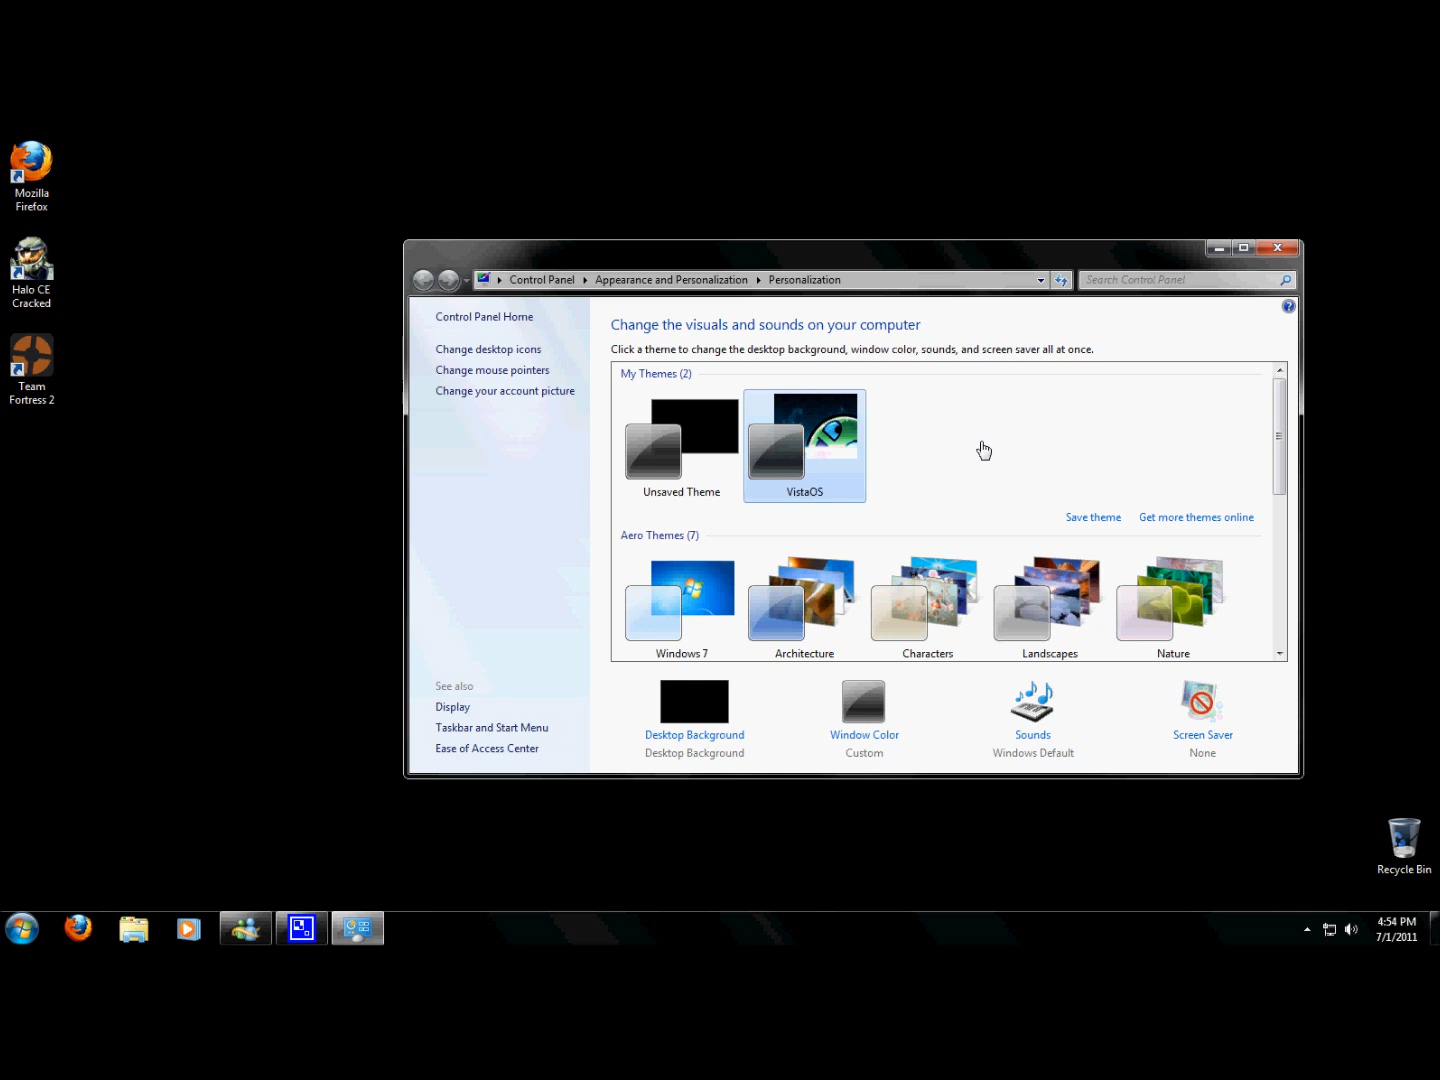 Mozilla
Firefox
Halo CE
Cracked
Team
Fortress 2
Control Panel
Appearance and Personalization
Personalization
Search Control Panel
Control Panel Home
Change desktop icons
Change mouse pointers
Change your account picture
See also
Display
Taskbar and Start Menu
Ease of Access Center
Change the visuals and sounds on your computer
Click a theme to change the desktop background, window color, sounds, and screen saver all at once.
My Themes (2)
Unsaved Theme
VistaOS
Save theme
Get more themes online
Aero Themes (7)
Windows 7
Architecture
Characters
Landscapes
Nature
Desktop Background
Desktop Background
Window Color
Custom
Sounds
Windows Default
Screen Saver
None
Recycle Bin
4:54 PM
7/1/2011